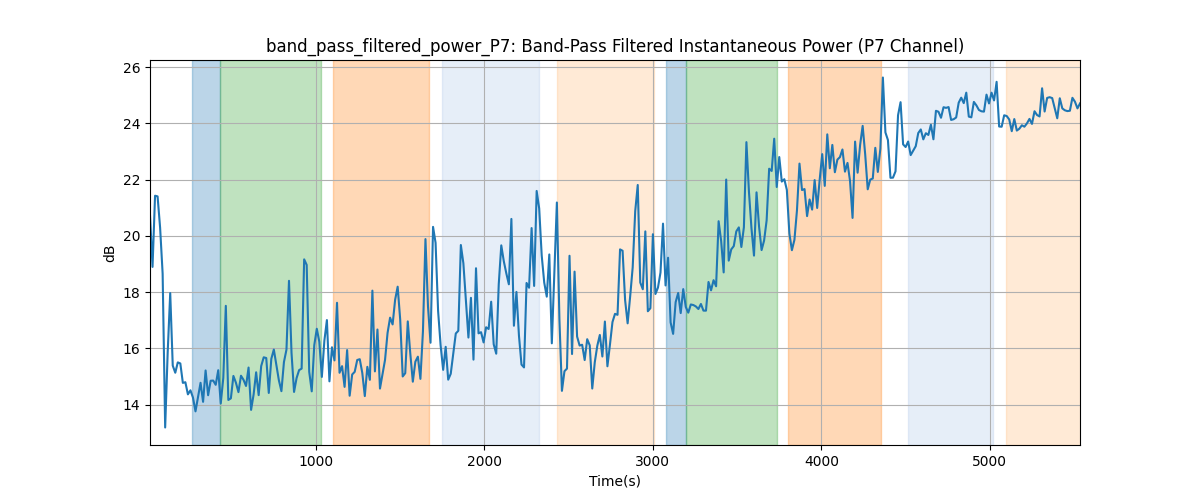 band_pass_filtered_power_P7: Band-Pass Filtered Instantaneous Power (P7 Channel)
26
24
22
20
18
16
14
dB
1000 2000 3000 4000 5000
Time(s)